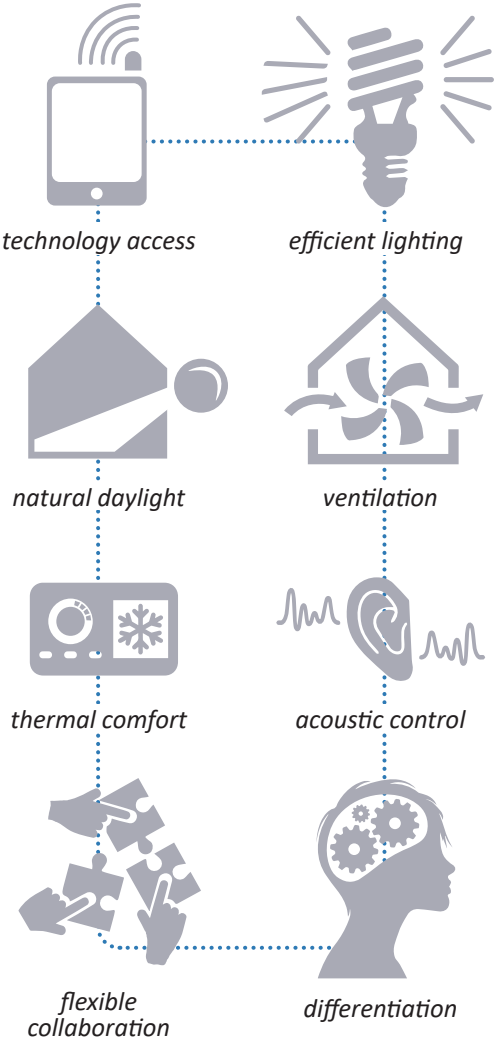 technology access
efficient lighting
natural daylight
ventilation
thermal comfort
acoustic control
flexible
collaboration
differentiation